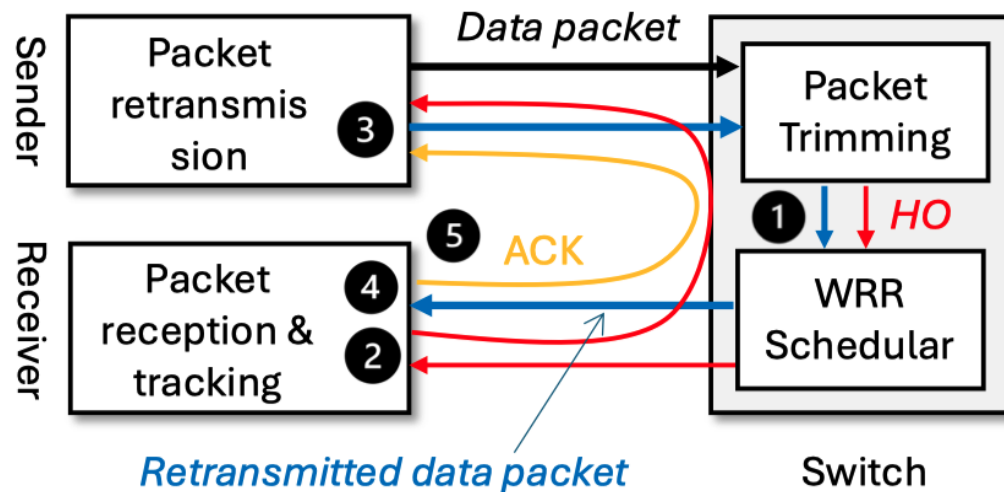 Sender
Packet
retransmis
sion
3
Data packet
Packet
Trimming
1
HO
Receiver
Packet
reception &
tracking
4
2
5
ACK
WRR
Schedular
Retransmitted data packet
Switch